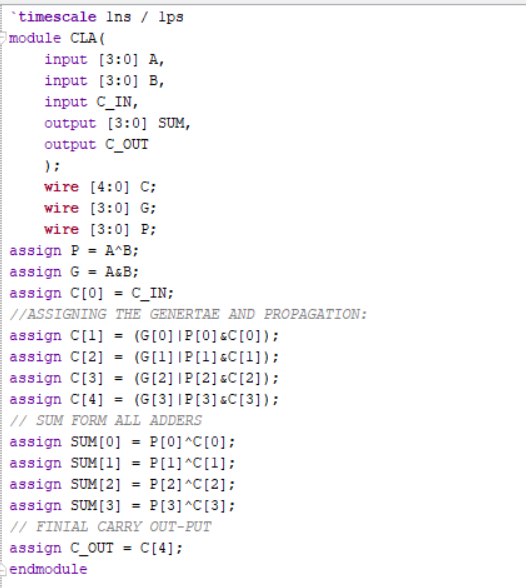 `timescale 1ns / 1ps
module CLA(
input [3:0] A,
input [3:0] B,
input C_IN,
output [3:0] SUM,
output C_OUT
);
wire [4:0] C;
wire [3:0] G;
wire [3:0] P;
assign P = A^B;
assign G = A&B;
assign C[0] = C_IN;
//ASSIGNING THE GENERTAE AND PROPAGATION:
assign C[1] = (G[0]|P[0]&C[0]);
assign C[2] = (G[1]|P[1]&C[1]);
assign C[3] = (G[2]|P[2]&C[2]);
assign C[4] = (G[3]|P[3]&C[3]);
// SUM FORM ALL ADDERS
assign SUM[0] = P[0]^C[0];
assign SUM[1] = P[1]^C[1];
assign SUM[2] = P[2]^C[2];
assign SUM[3] = P[3]^C[3];
// FINIAL CARRY OUT-PUT
assign C_OUT = C[4];
endmodule